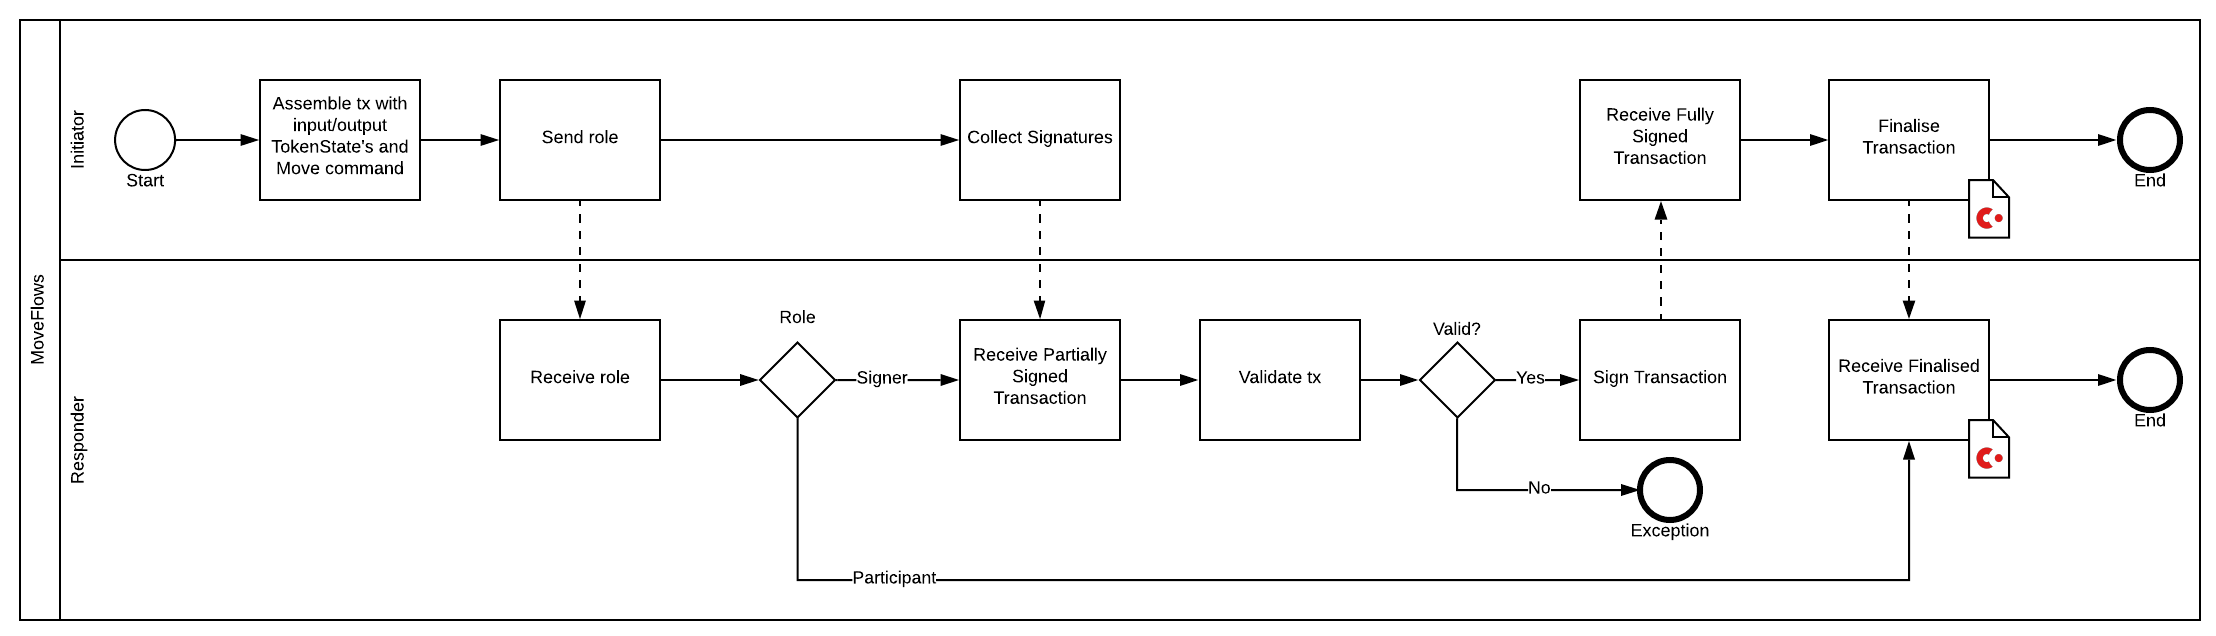 MoveFlows
Initiator
Start
Assemble tx with
input/output
TokenState's and
Move command
Send role
Collect Signatures
Receive Fully
Signed
Transaction
Finalise
Transaction
End
Responder
Receive role
Role
Signer
Receive Partially
Signed
Transaction
Validate tx
Valid?
Yes
Sign Transaction
Receive Finalised
Transaction
End
No
Exception
Participant